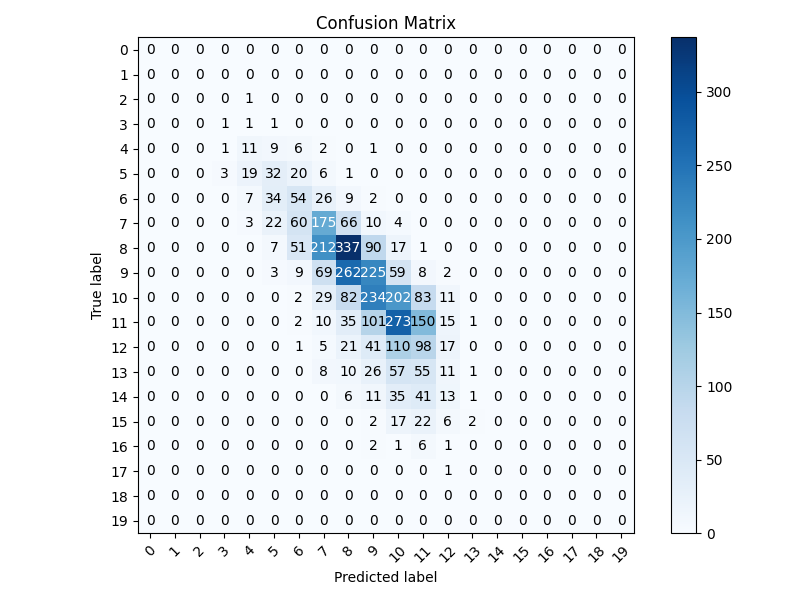 Confusion Matrix
0 0 0 0 0 0 0 0 0 0 0 0 0 0 0 0 0 0 0 0 0
1 0 0 0 0 0 0 0 0 0 0 0 0 0 0 0 0 0 0 0 0
2 0 0 0 0 1 0 0 0 0 0 0 0 0 0 0 0 0 0 0 0
3 0 0 0 1 1 1 0 0 0 0 0 0 0 0 0 0 0 0 0 0
4 0 0 0 1 11 9 6 2 0 1 0 0 0 0 0 0 0 0 0 0
5 0 0 0 3 19 32 20 6 1 0 0 0 0 0 0 0 0 0 0 0
6 0 0 0 0 7 34 54 26 9 2 0 0 0 0 0 0 0 0 0 0
7 0 0 0 0 3 22 60 175 66 10 4 0 0 0 0 0 0 0 0 0
8 0 0 0 0 0 7 51 212 337 90 17 1 0 0 0 0 0 0 0 0
9 0 0 0 0 0 3 9 69 262 225 59 8 2 0 0 0 0 0 0 0
10 0 0 0 0 0 0 2 29 82 234 202 83 11 0 0 0 0 0 0 0
11 0 0 0 0 0 0 2 10 35 101 273 150 15 1 0 0 0 0 0 0
12 0 0 0 0 0 0 1 5 21 41 110 98 17 0 0 0 0 0 0 0
13 0 0 0 0 0 0 0 8 10 26 57 55 11 1 0 0 0 0 0 0
14 0 0 0 0 0 0 0 0 6 11 35 41 13 1 0 0 0 0 0 0
15 0 0 0 0 0 0 0 0 0 2 17 22 6 2 0 0 0 0 0 0
16 0 0 0 0 0 0 0 0 0 2 1 6 1 0 0 0 0 0 0 0
17 0 0 0 0 0 0 0 0 0 0 0 0 1 0 0 0 0 0 0 0
18 0 0 0 0 0 0 0 0 0 0 0 0 0 0 0 0 0 0 0 0
19 0 0 0 0 0 0 0 0 0 0 0 0 0 0 0 0 0 0 0 0
0 1 2 3 4 5 6 7 8 9 10 11 12 13 14 15 16 17 18 19
Predicted label
True label
300
250
200
150
100
50
0